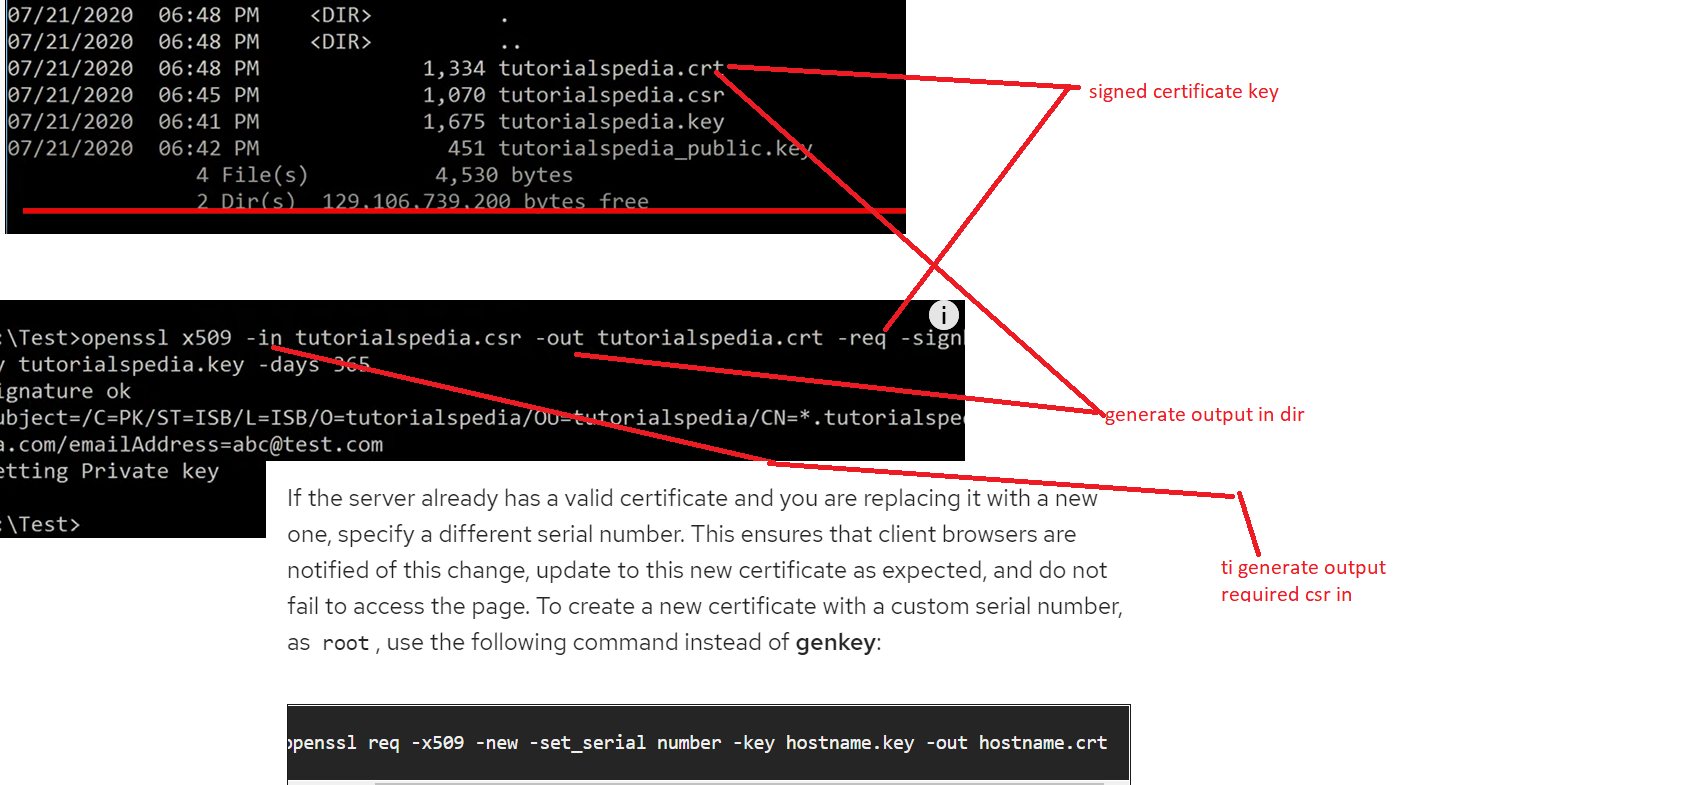 07/21/2020 06:48 PM <DIR> .
07/21/2020 06:48 PM <DIR> ..
07/21/2020 06:48 PM 1,334 tutorialspedia.crt
07/21/2020 06:45 PM 1,070 tutorialspedia.csr
07/21/2020 06:41 PM 1,675 tutorialspedia.key
07/21/2020 06:42 PM 451 tutorialspedia_public.key
4 File(s) 4,530 bytes
2 Dir(s) 129,106,739,200 bytes free
signed certificate key
i
:\Test>openssl x509 -in tutorialspedia.csr -out tutorialspedia.crt -req -sign
y tutorialspedia.key -days 365
ignature ok
ubject=/C=PK/ST=ISB/L=ISB/O=tutorialspedia/OU=tutorialspedia/CN=*.tutorialspe
a.com/emailAddress=abc@test.com
etting Private key
:\Test>
generate output in dir
ti generate output
required csr in
If the server already has a valid certificate and you are replacing it with a new
one, specify a different serial number. This ensures that client browsers are
notified of this change, update to this new certificate as expected, and do not
fail to access the page. To create a new certificate with a custom serial number,
as root, use the following command instead of genkey:
openssl req -x509 -new -set_serial number -key hostname.key -out hostname.crt